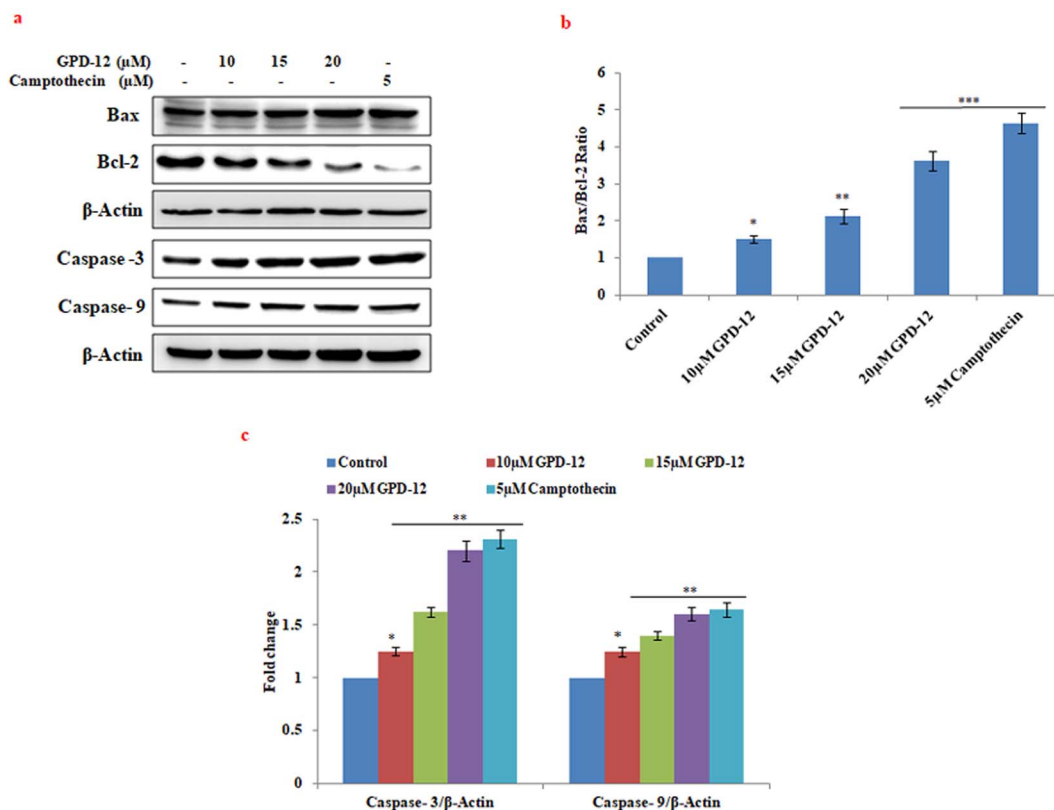 a
GPD-12 (µM) - 10 15 20 -
Camptothecin (µM) - - - - 5
Bax
Bcl-2
β-Actin
Caspase -3
Caspase- 9
β-Actin
b
Bax/Bcl-2 Ratio
6
5
4
3
2
1
0
*
**
***
Control
10µM GPD-12
15µM GPD-12
20µM GPD-12
5µM Camptothecin
c
Control 10µM GPD-12 15µM GPD-12
20µM GPD-12 5µM Camptothecin
Fold change
2.5
2
1.5
1
0.5
0
*
**
*
**
Caspase- 3/β-Actin Caspase- 9/β-Actin